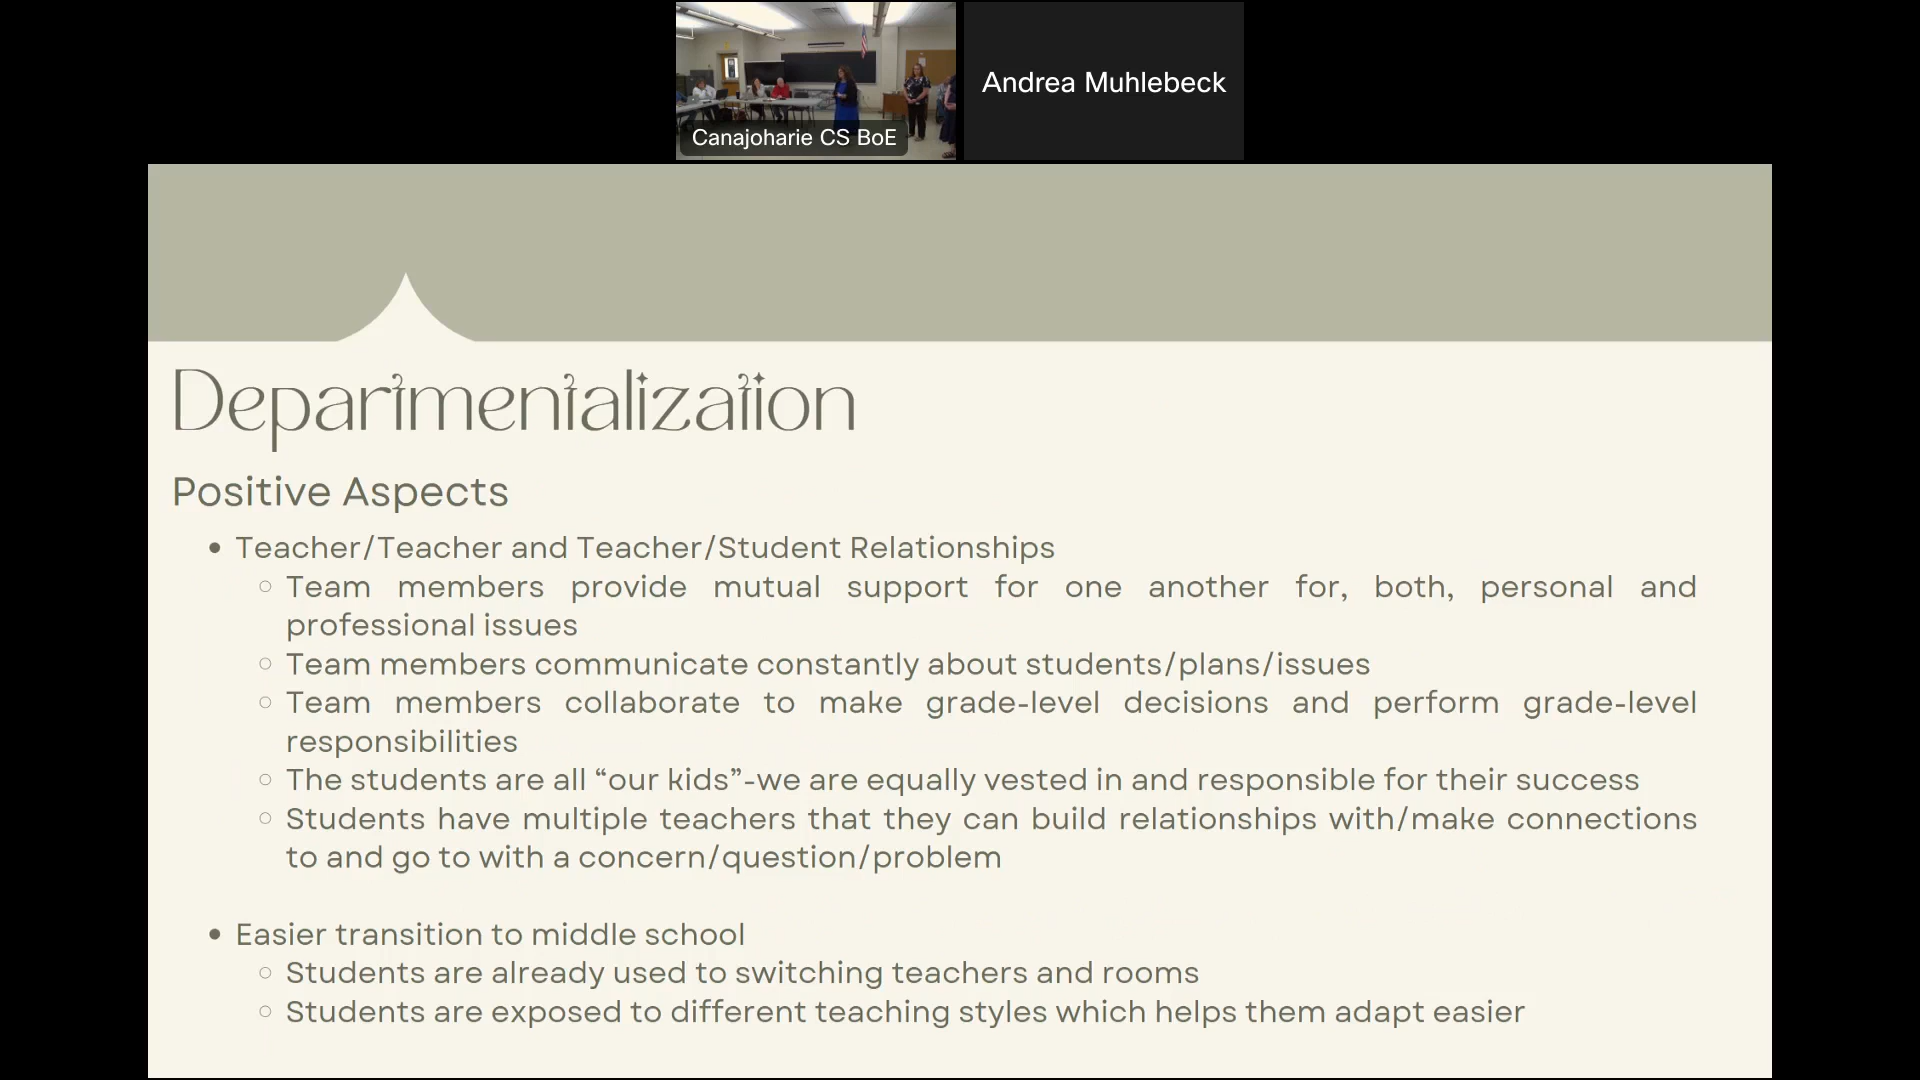 Canajoharie CS BoE
Andrea Muhlebeck
Departmentalization
Positive Aspects
• Teacher/Teacher and Teacher/Student Relationships
○ Team members provide mutual support for one another for, both, personal and
professional issues
○ Team members communicate constantly about students/plans/issues
○ Team members collaborate to make grade-level decisions and perform grade-level
responsibilities
○ The students are all “our kids”-we are equally vested in and responsible for their success
○ Students have multiple teachers that they can build relationships with/make connections
to and go to with a concern/question/problem
• Easier transition to middle school
○ Students are already used to switching teachers and rooms
○ Students are exposed to different teaching styles which helps them adapt easier